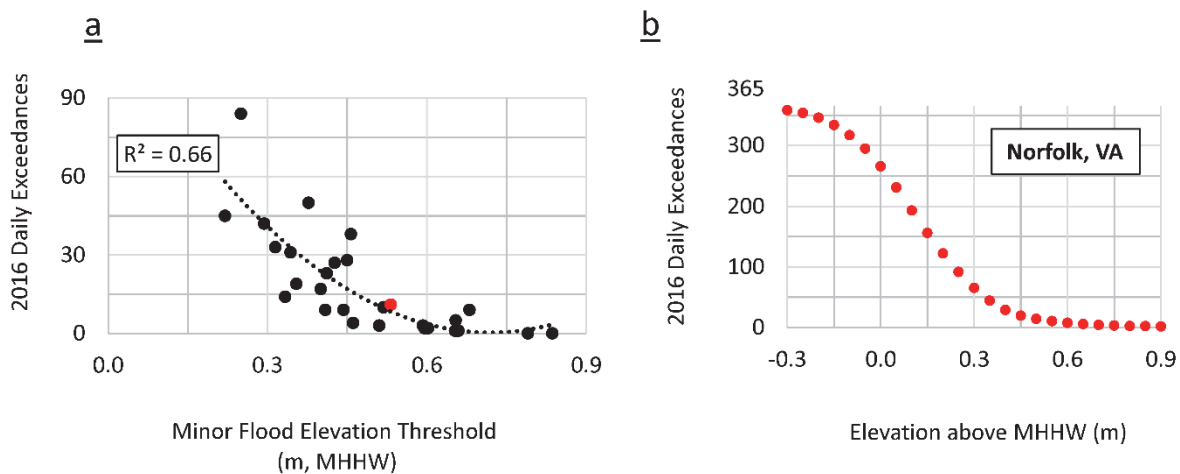 a
2016 Daily Exceedances
90
60
30
0
R² = 0.66
0.0 0.3 0.6 0.9
Minor Flood Elevation Threshold
(m, MHHW)
b
2016 Daily Exceedances
365
300
200
100
0
Norfolk, VA
-0.3 0.0 0.3 0.6 0.9
Elevation above MHHW (m)